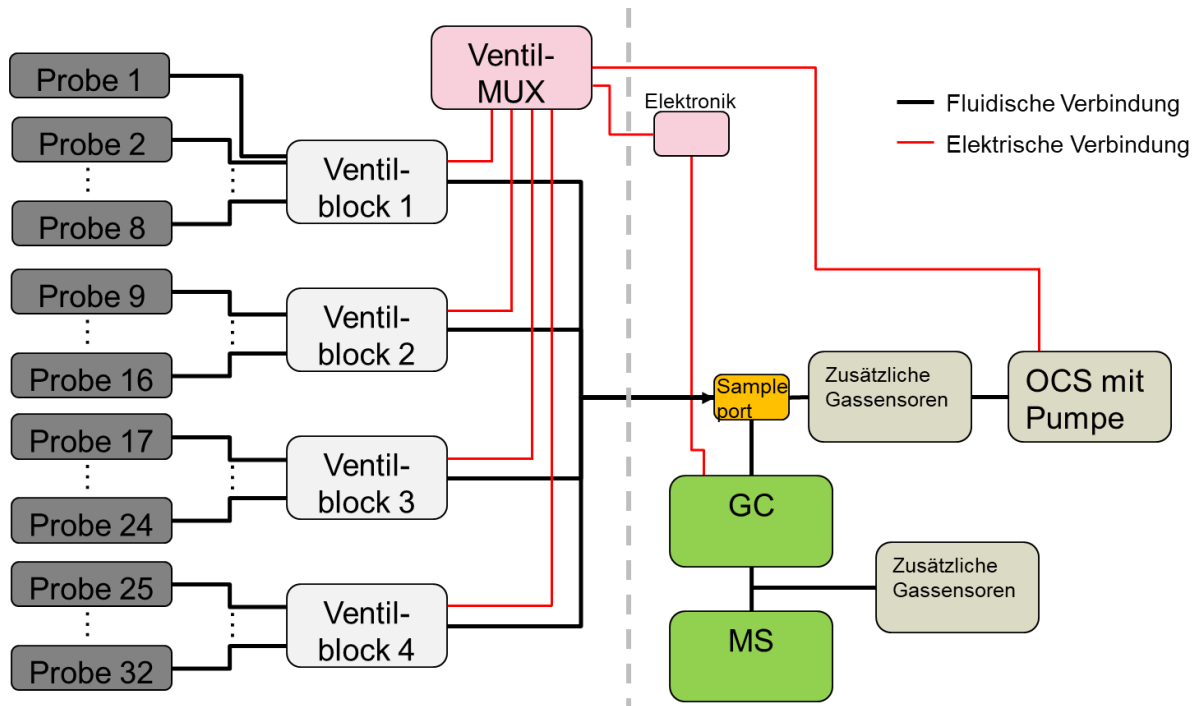 Probe 1
Probe 2
Probe 8
Probe 9
Probe 16
Probe 17
Probe 24
Probe 25
Probe 32
Ventil-
block 1
Ventil-
block 2
Ventil-
block 3
Ventil-
block 4
Ventil-
MUX
Elektronik
Fluidische Verbindung
Elektrische Verbindung
Sample
port
Zusätzliche
Gassensoren
OCS mit
Pumpe
GC
Zusätzliche
Gassensoren
MS